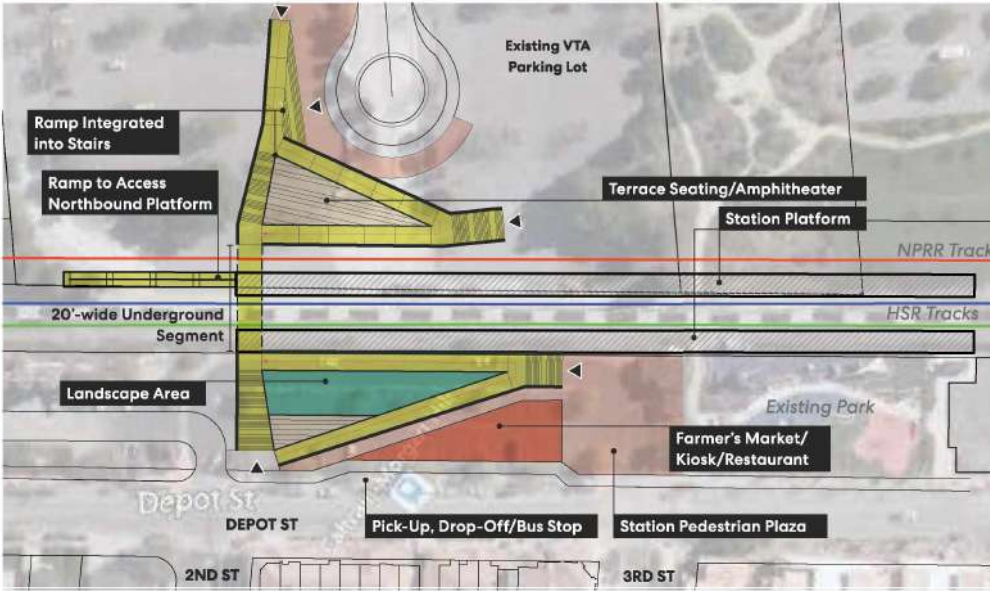 Existing VTA
Parking Lot
Ramp Integrated
into Stairs
Ramp to Access
Northbound Platform
Terrace Seating/Amphitheater
Station Platform
NPRR Track
HSR Tracks
20'-wide Underground
Segment
Landscape Area
Existing Park
Farmer's Market/
Kiosk/Restaurant
Depot St
DEPOT ST
Pick-Up, Drop-Off/Bus Stop
Station Pedestrian Plaza
2ND ST
3RD ST